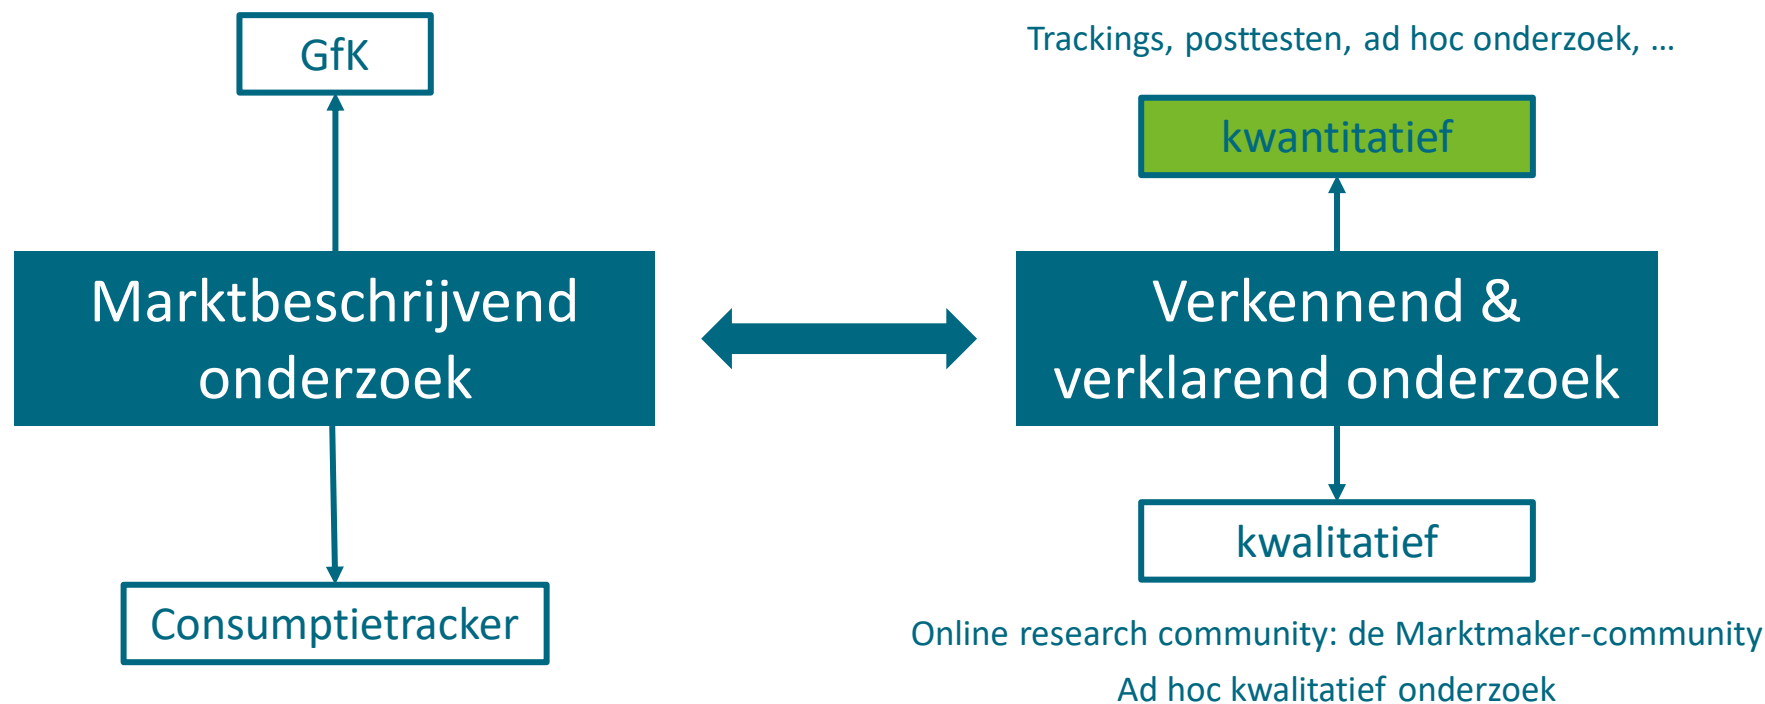 GfK
Marktbeschrijvend
onderzoek
Consumptietracker
Trackings, posttesten, ad hoc onderzoek, …
kwantitatief
Verkennend &
verklarend onderzoek
kwalitatief
Online research community: de Marktmaker-community
Ad hoc kwalitatief onderzoek